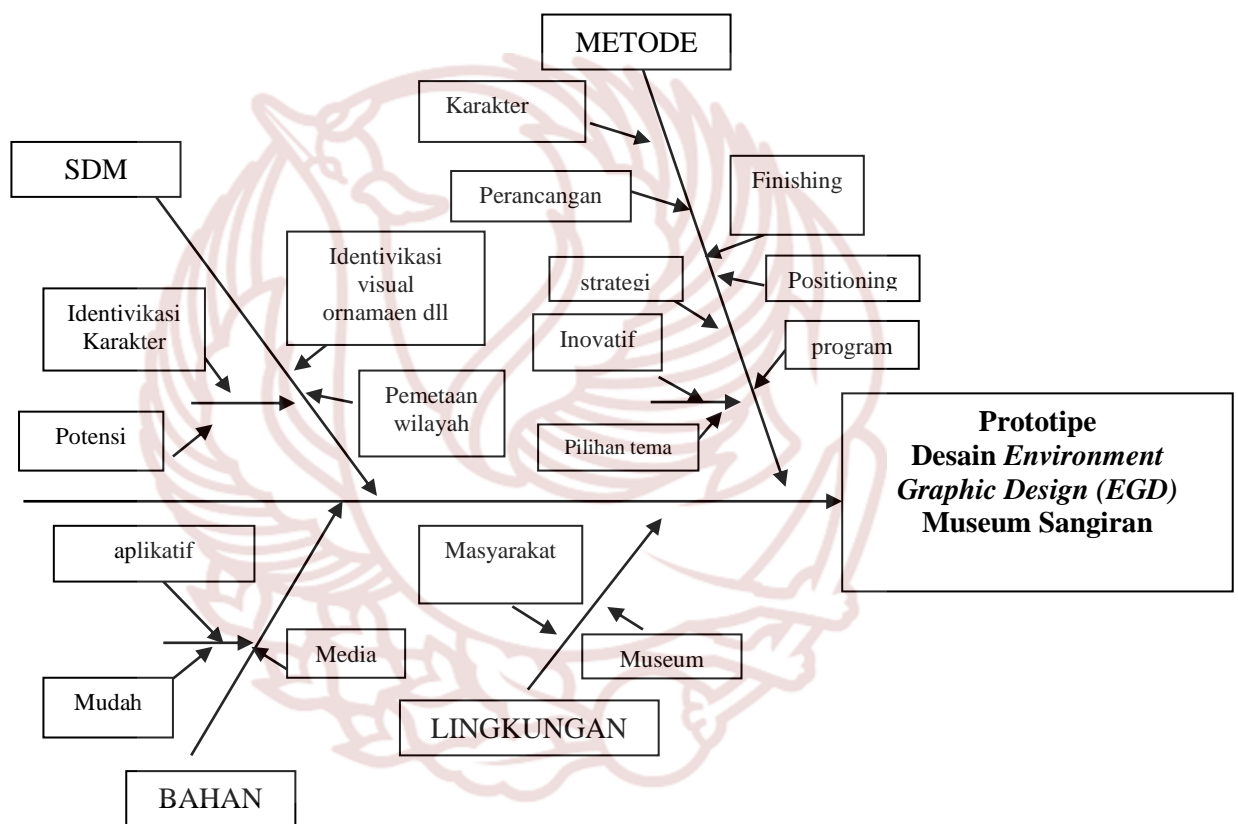 METODE
Karakter
SDM
Perancangan
Finishing
Identivikasi
visual
ornamaen dll
strategi
Positioning
Identivikasi
Karakter
Inovatif
program
Pemetaan
wilayah
Potensi
Pilihan tema
Prototipe
Desain Environment
Graphic Design (EGD)
Museum Sangiran
aplikatif
Masyarakat
Media
Museum
Mudah
LINGKUNGAN
BAHAN